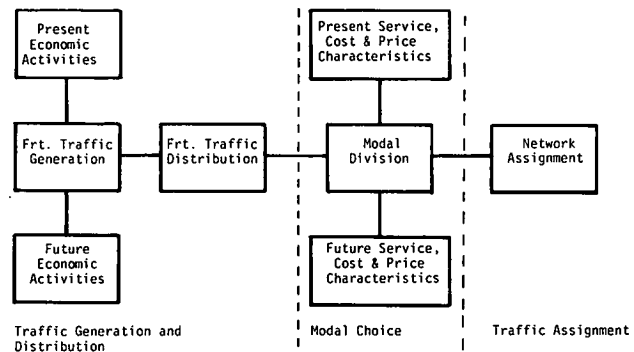 Present
Economic
Activities
Present Service,
Cost & Price
Characteristics
Frt. Traffic
Generation
Frt. Traffic
Distribution
Modal
Division
Network
Assignment
Future
Economic
Activities
Future Service,
Cost & Price
Characteristics
Traffic Generation and
Distribution
Modal Choice
Traffic Assignment